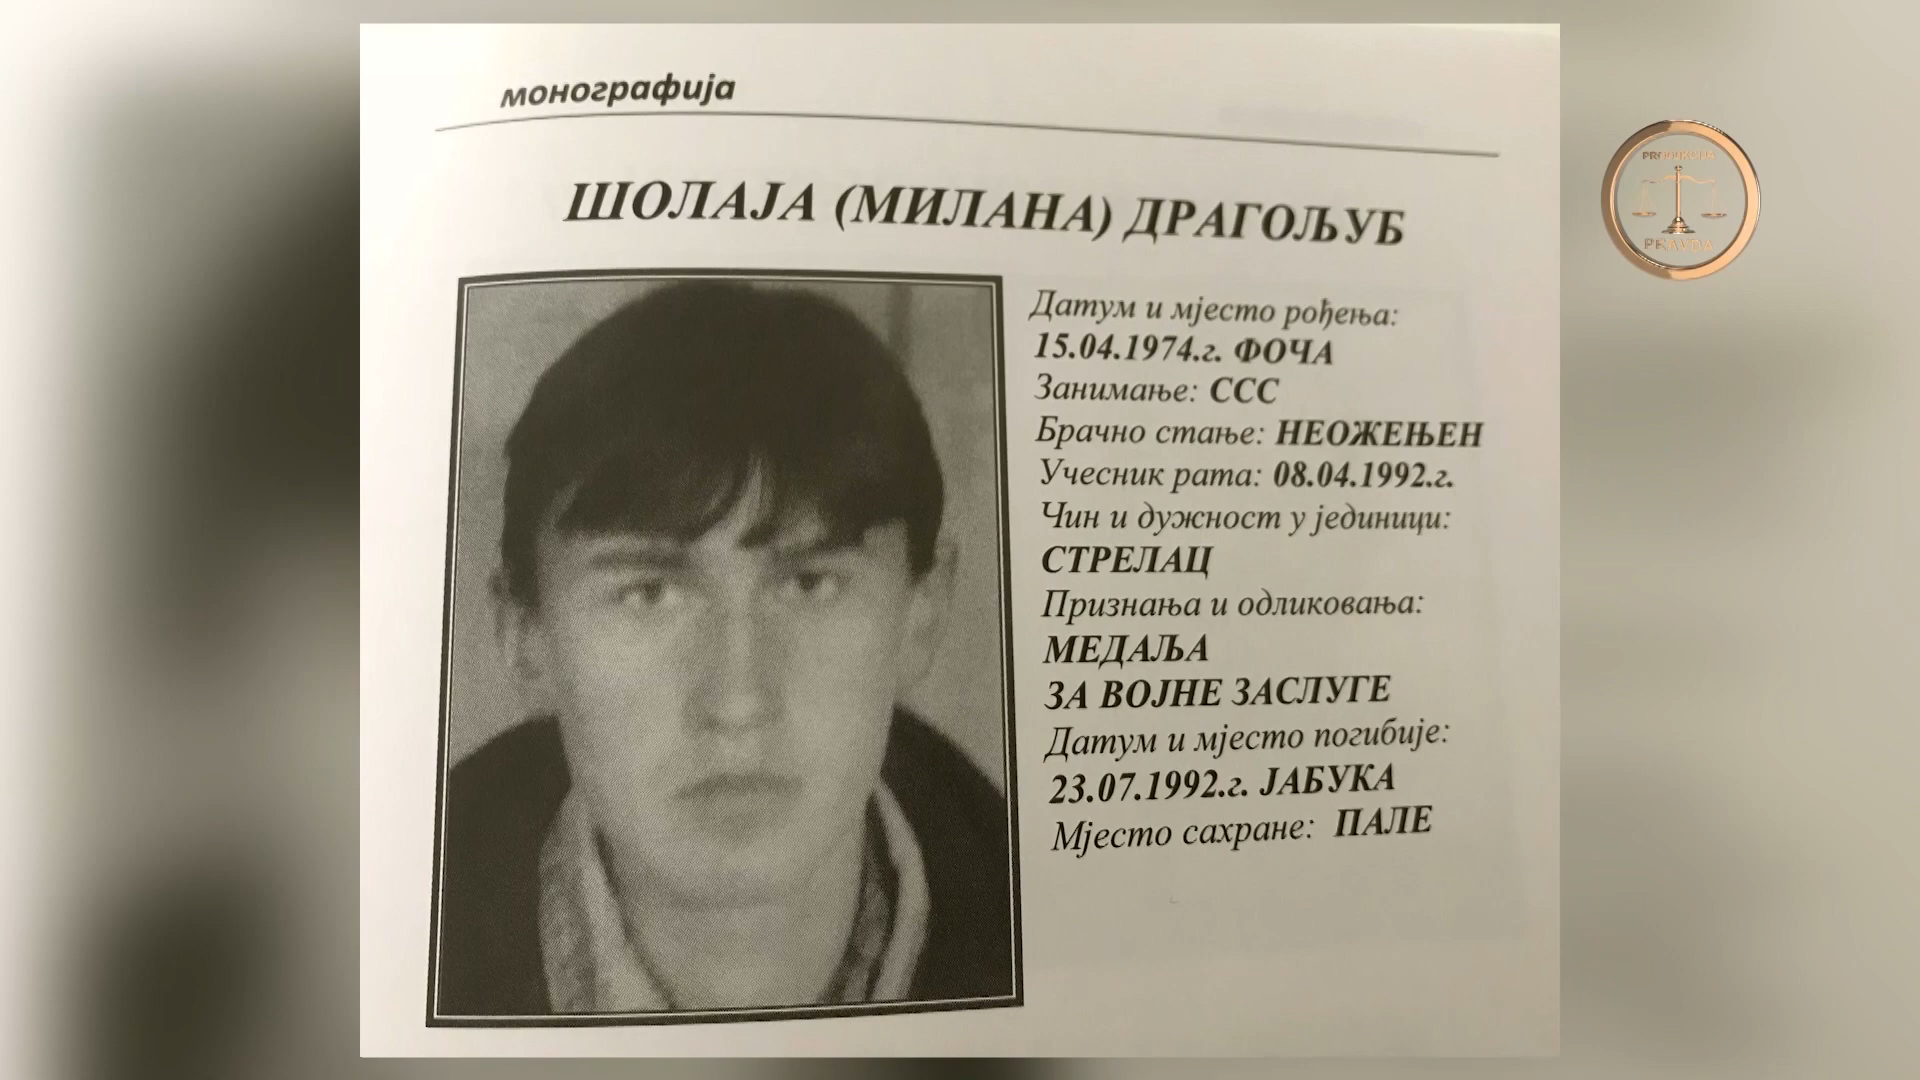 монографија
ШОЛАЈА (МИЛАНА) ДРАГОЉУБ
Датум и мјесто рођења:
15.04.1974.г. ФОЧА
Занимање: ССС
Брачно стање: НЕОЖЕЊЕН
Учесник рата: 08.04.1992.г.
Чин и дужност у јединици:
СТРЕЛАЦ
Признања и одликовања:
МЕДАЉА
ЗА ВОЈНЕ ЗАСЛУГЕ
Датум и мјесто погибије:
23.07.1992.г. ЈАБУКА
Мјесто сахране: ПАЛЕ
PRODUKCIJA
PRAVDA